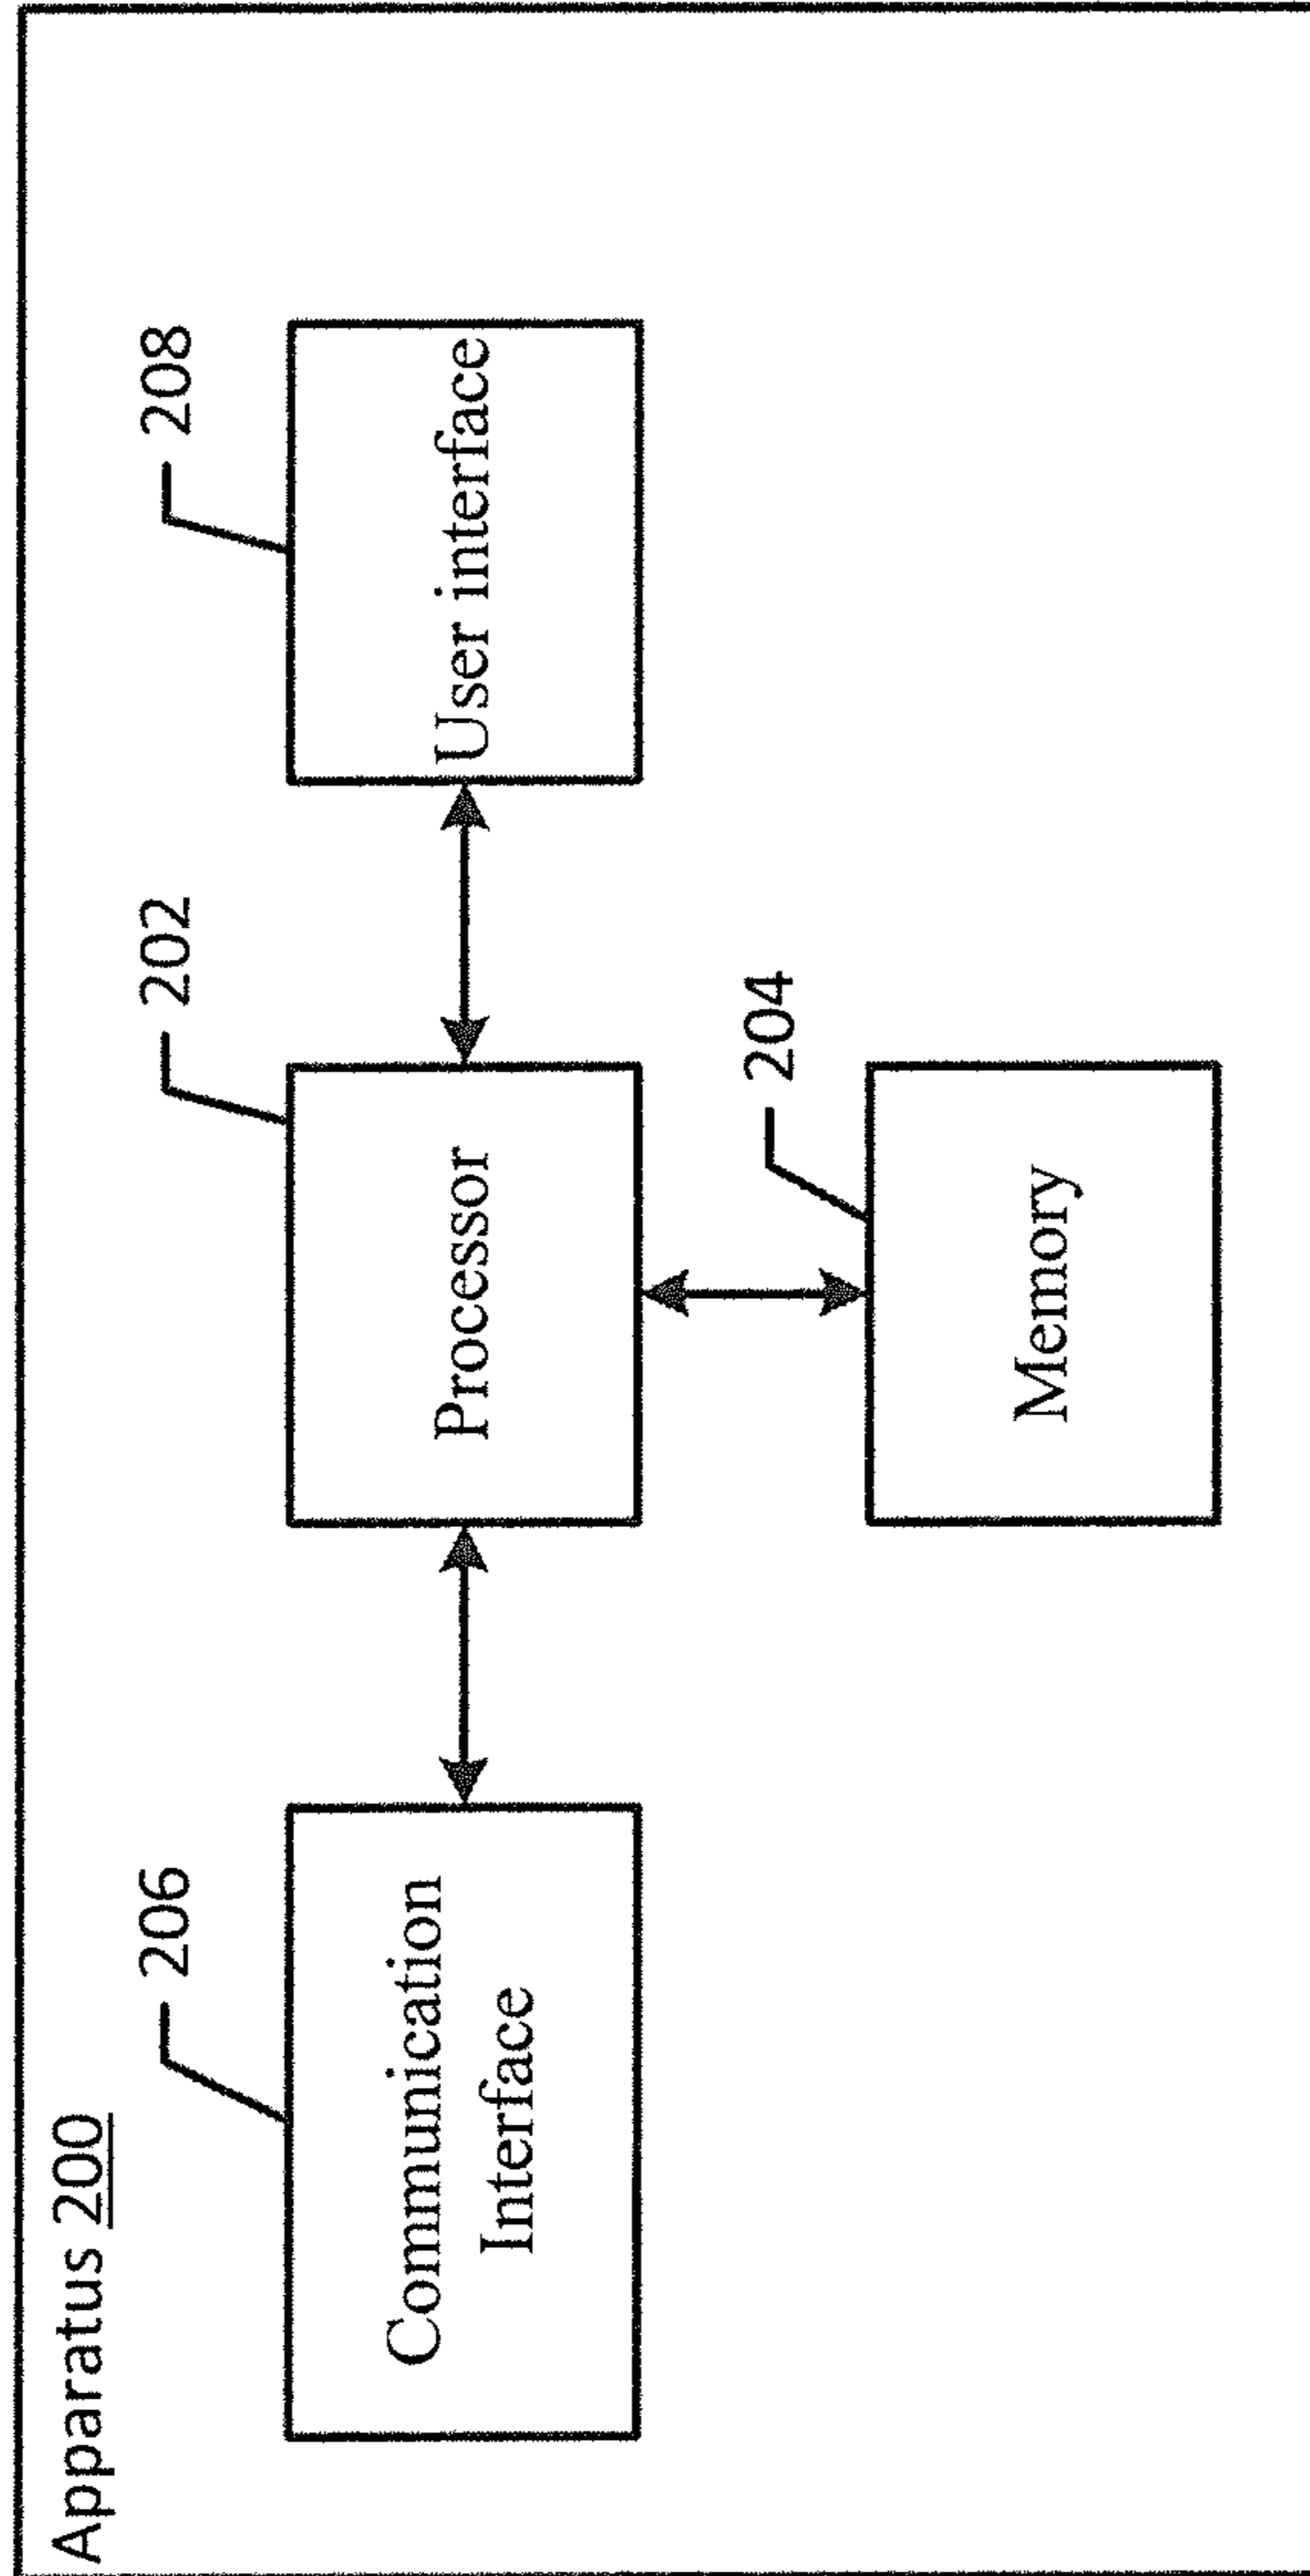 Apparatus 200
206
202
208
Communication
Interface
Processor
User interface
204
Memory